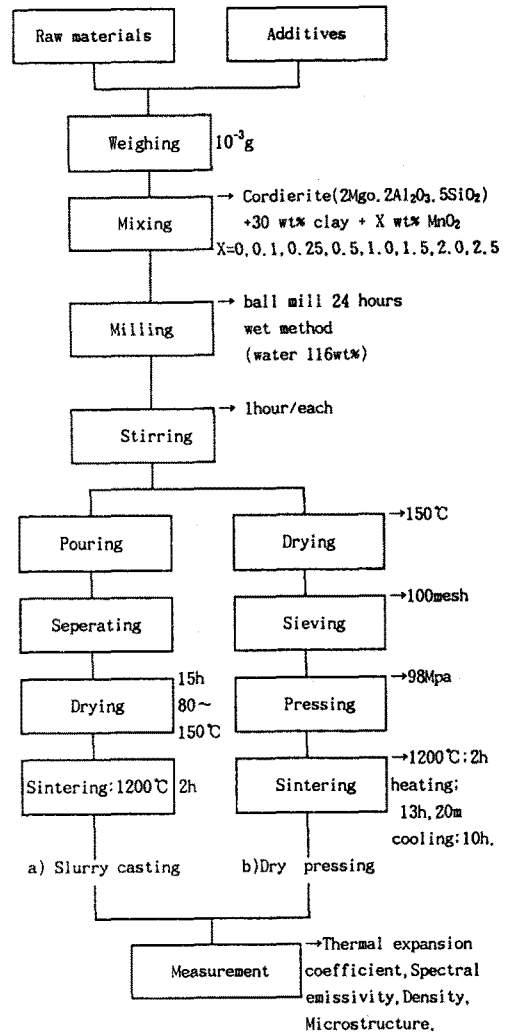 Raw materials
Additives
Weighing
10⁻³g
Mixing
→ Cordierite(2Mgo.2Al₂O₃.5SiO₂)
+30 wt% clay + X wt% MnO₂
X=0,0.1,0.25,0.5,1.0,1.5,2.0,2.5
Milling
→ ball mill 24 hours
wet method
(water 116wt%)
Stirring
→ 1hour/each
Pouring
Seperating
Drying
15h
80~
150℃
Sintering:1200℃
2h
a) Slurry casting
Drying
→150℃
Sieving
→100mesh
Pressing
→98Mpa
Sintering
→1200℃:2h
heating;
13h,20m
cooling:10h.
b)Dry pressing
Measurement
→Thermal expansion
coefficient,Spectral
emissivity,Density,
Microstructure.